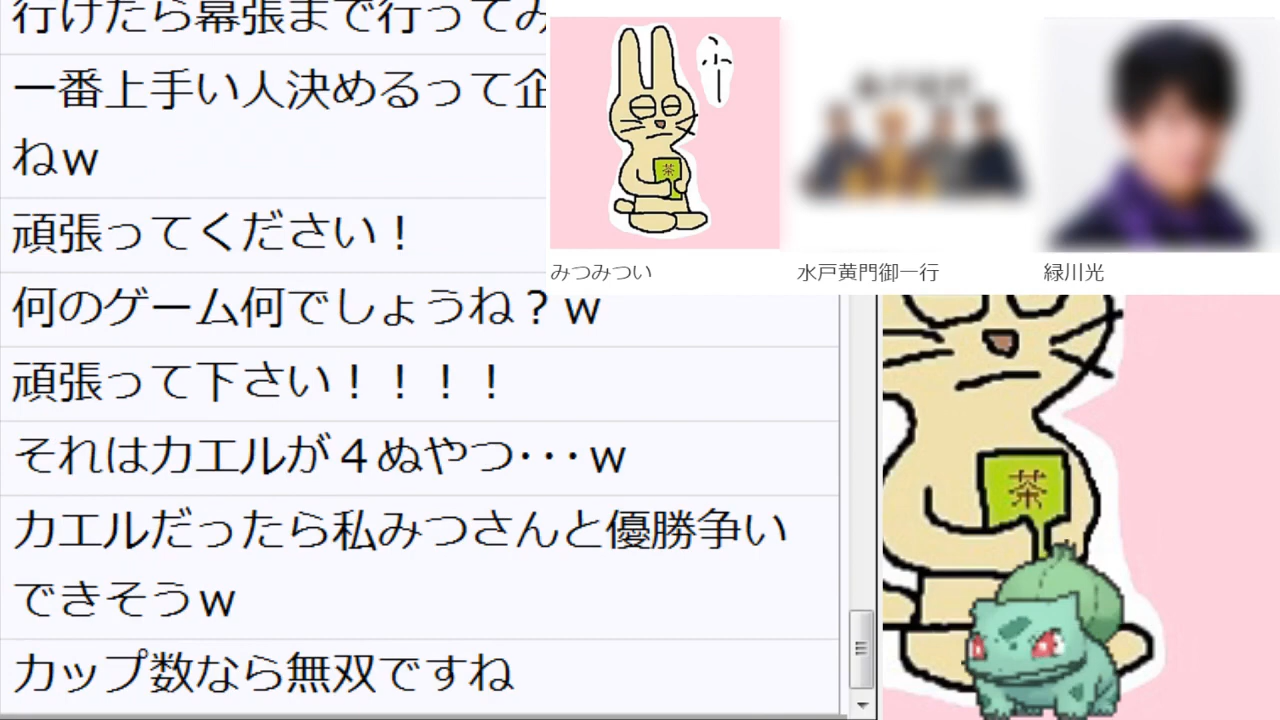 行けたら幕張まで行ってみ
一番上手い人決めるって企
ねｗ
頑張ってください！
何のゲーム何でしょうね？ｗ
頑張って下さい！！！！
それはカエルが４ぬやつ･･･ｗ
カエルだったら私みつさんと優勝争い
できそうｗ
カップ数なら無双ですね
ふー
茶
みつみつい
水戸黄門御一行
緑川光
茶